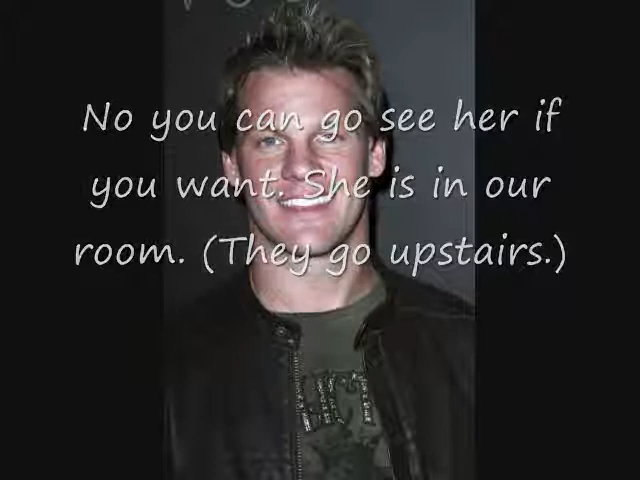 No you can go see her if
you want. She is in our
room. (They go upstairs.)